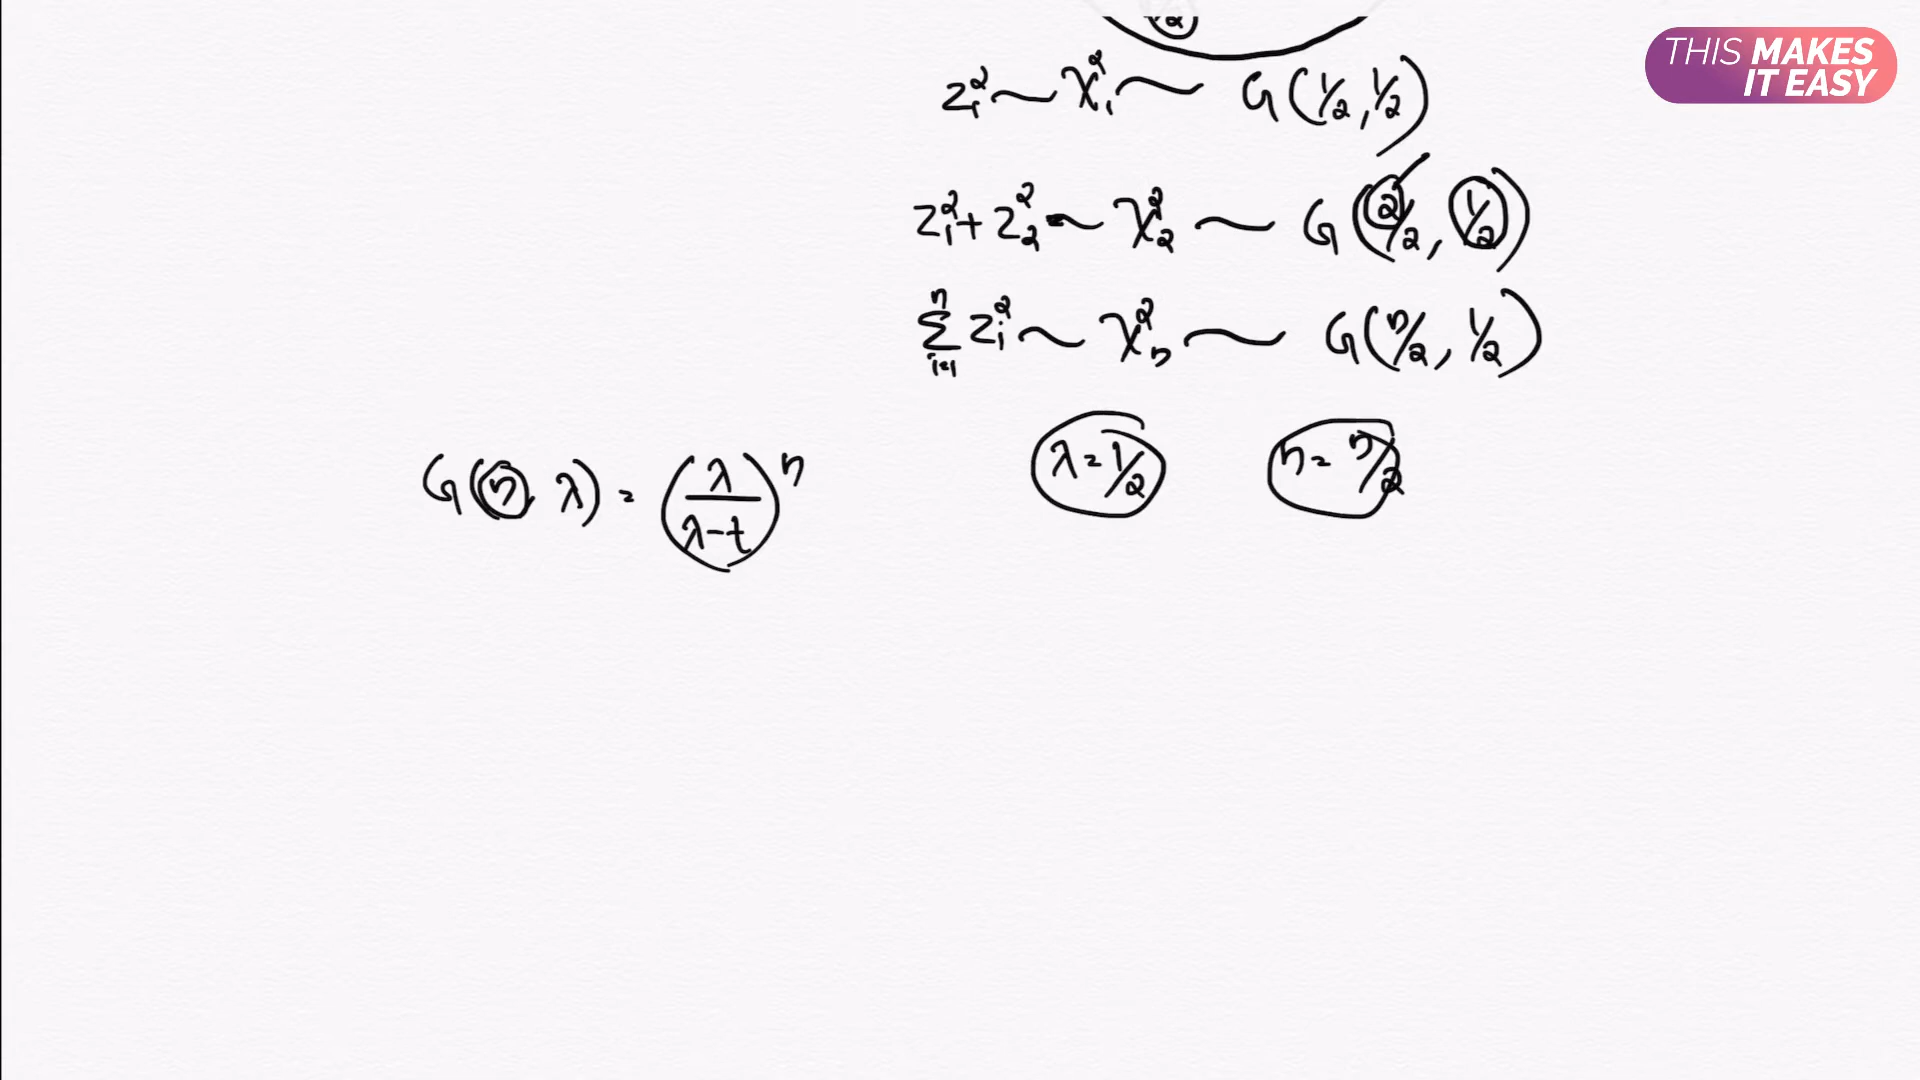 THIS MAKES
IT EASY
Z₁² ~ χ₁² ~ G(1/2, 1/2)
Z₁² + Z₂² ~ χ₂² ~ G(2/2, 1/2)
∑ᵢ₌₁ⁿ Zᵢ² ~ χₙ² ~ G(n/2, 1/2)
λ = 1/2 n = n/2
G(n, λ) = (λ/(λ-t))ⁿ